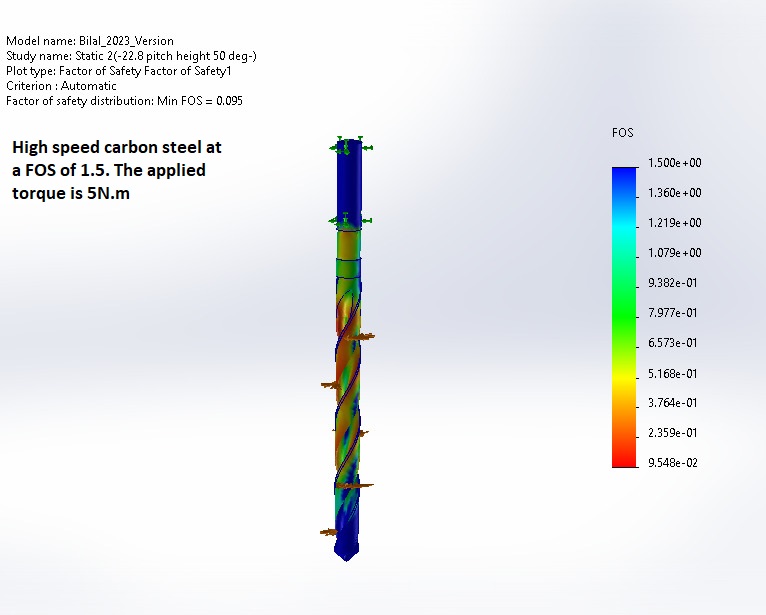 Model name: Bilal_2023_Version
Study name: Static 2(-22.8 pitch height 50 deg-)
Plot type: Factor of Safety Factor of Safety1
Criterion : Automatic
Factor of safety distribution: Min FOS = 0.095
High speed carbon steel at
a FOS of 1.5. The applied
torque is 5N.m
FOS
1.500e+00
1.360e+00
1.219e+00
1.079e+00
9.382e-01
7.977e-01
6.573e-01
5.168e-01
3.764e-01
2.359e-01
9.548e-02